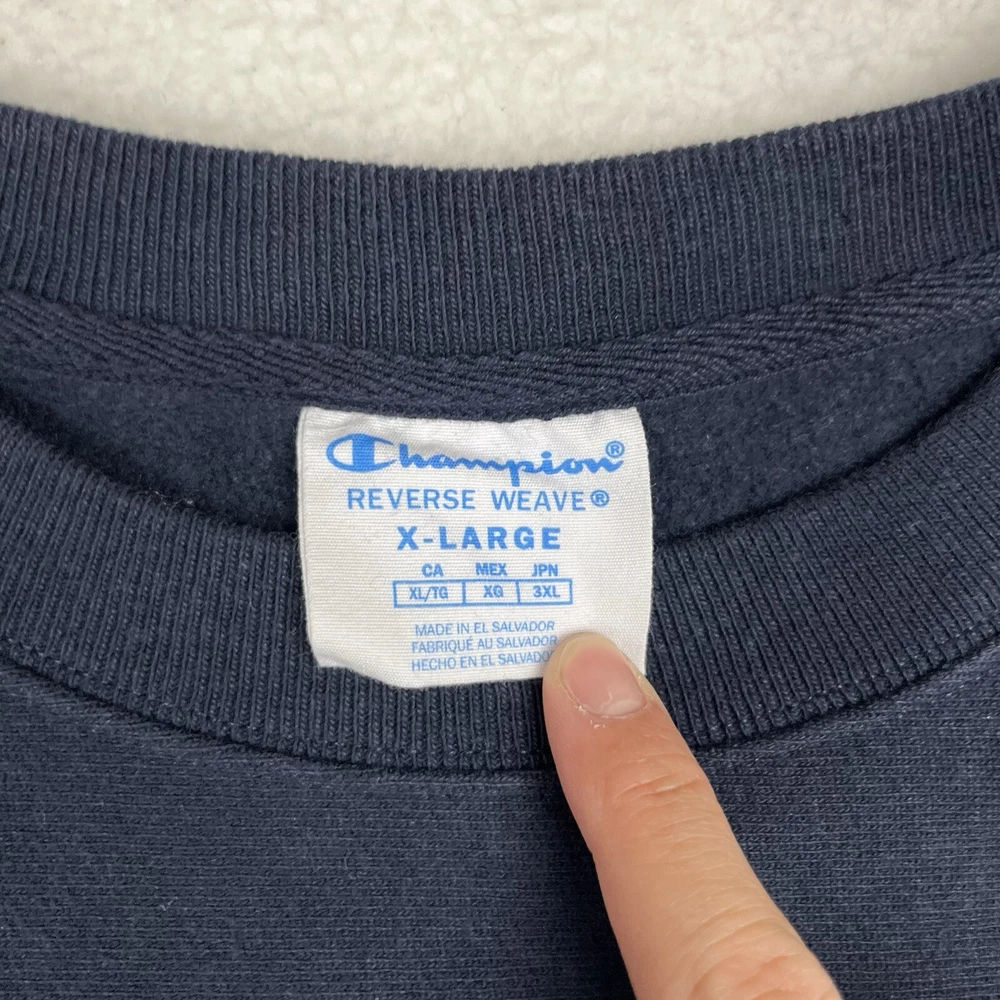 Champion®
REVERSE WEAVE®
X-LARGE
CA MEX JPN
XL/TG XG 3XL
MADE IN EL SALVADOR
FABRIQUÉ AU SALVADOR
HECHO EN EL